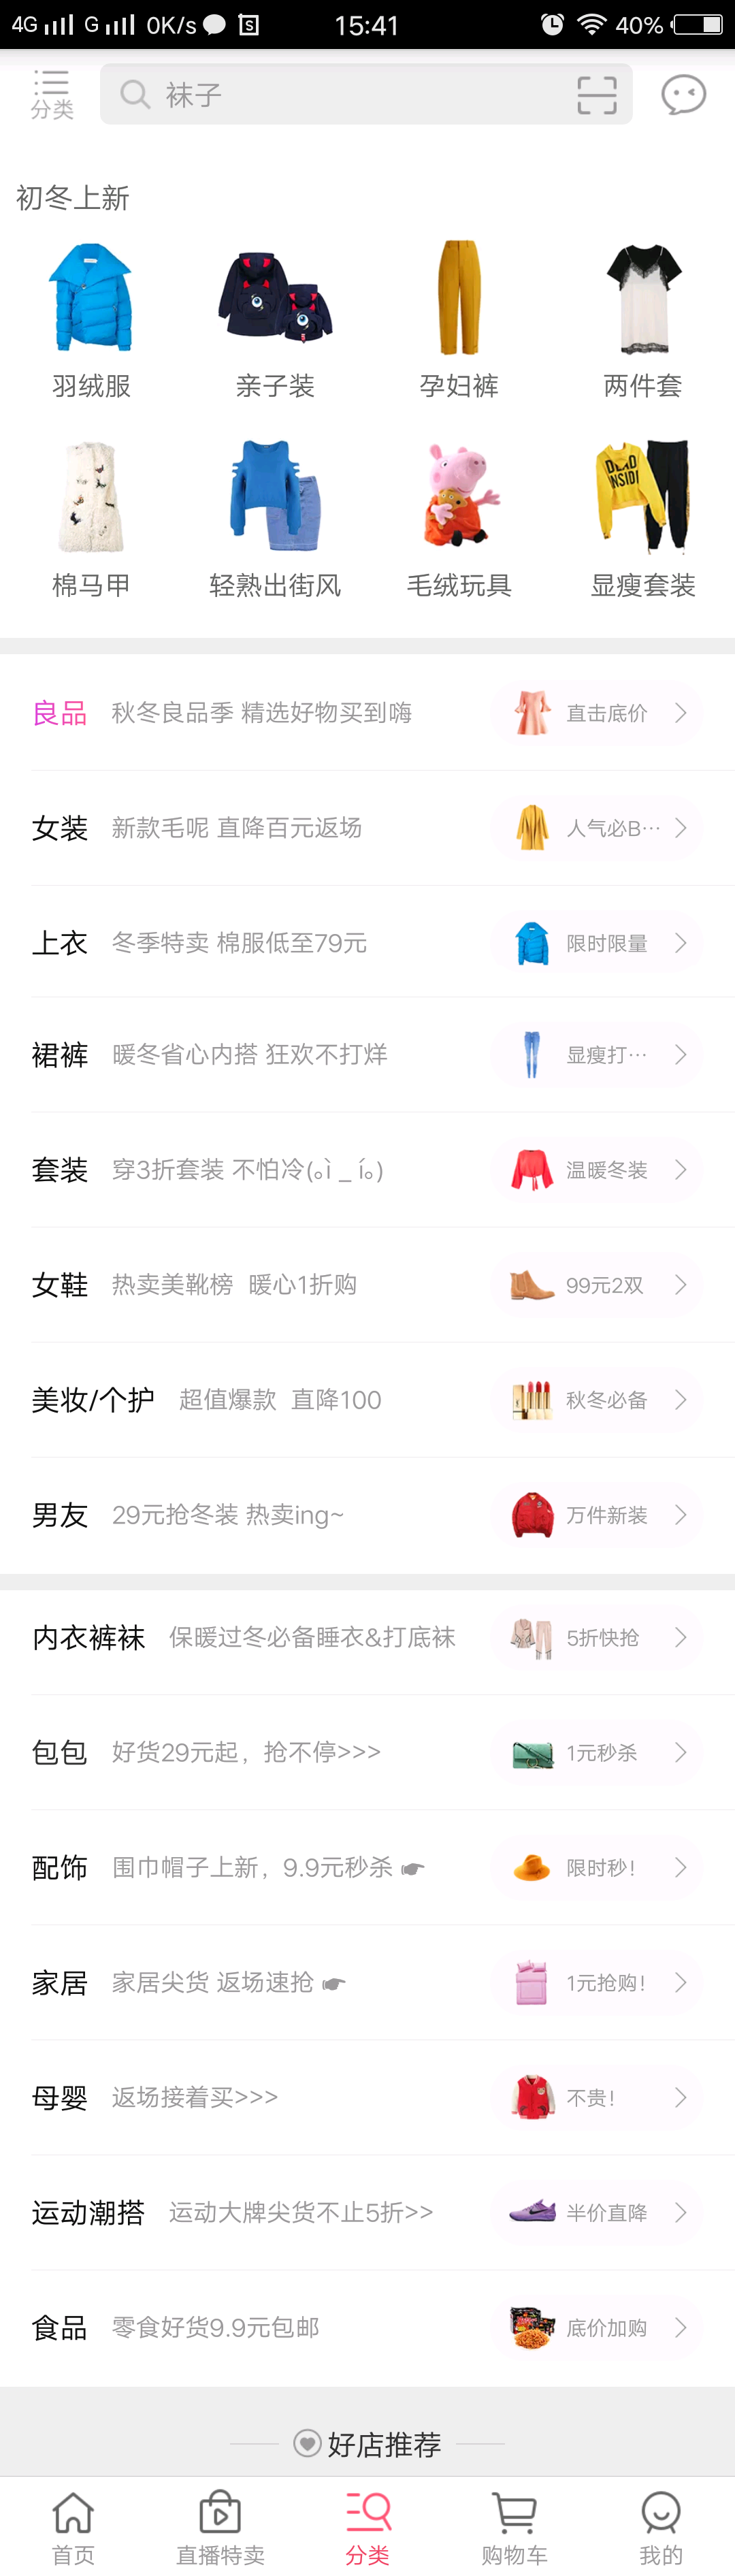 4G G 0K/s 15:41 40%
分类 袜子
初冬上新
羽绒服 亲子装 孕妇裤 两件套
DEAD
INSIDE
棉马甲 轻熟出街风 毛绒玩具 显瘦套装
良品 秋冬良品季 精选好物买到嗨 直击底价
女装 新款毛呢 直降百元返场 人气必B…
上衣 冬季特卖 棉服低至79元 限时限量
裙裤 暖冬省心内搭 狂欢不打烊 显瘦打…
套装 穿3折套装 不怕冷(｡ì _ í｡) 温暖冬装
女鞋 热卖美靴榜 暖心1折购 99元2双
美妆/个护 超值爆款 直降100 秋冬必备
男友 29元抢冬装 热卖ing~ 万件新装
内衣裤袜 保暖过冬必备睡衣&打底袜 5折快抢
包包 好货29元起，抢不停>>> 1元秒杀
配饰 围巾帽子上新，9.9元秒杀 ☛ 限时秒！
家居 家居尖货 返场速抢 ☛ 1元抢购！
母婴 返场接着买>>> 不贵！
运动潮搭 运动大牌尖货不止5折>> 半价直降
食品 零食好货9.9元包邮 底价加购
好店推荐
首页 直播特卖 分类 购物车 我的